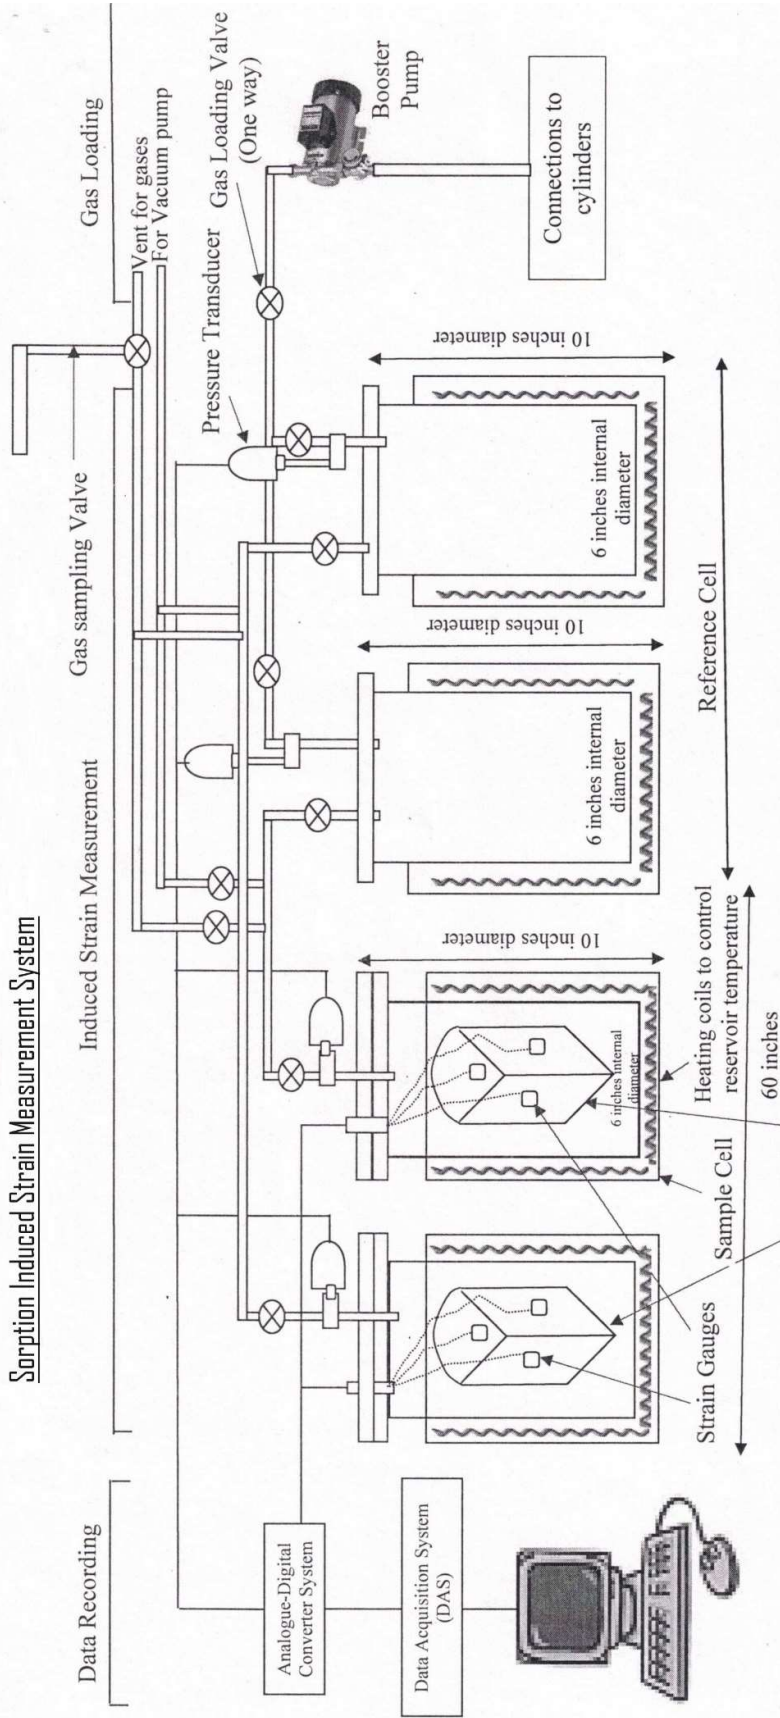 Sorption Induced Strain Measurement System
Data Recording
Induced Strain Measurement
Gas Loading
Gas sampling Valve
Vent for gases
For Vacuum pump
Pressure Transducer
Gas Loading Valve
(One way)
Booster
Pump
Connections to
cylinders
Analogue-Digital
Converter System
Data Acquisition System
(DAS)
6 inches internal
diameter
6 inches internal
diameter
6 inches internal
diameter
10 inches diameter
10 inches diameter
10 inches diameter
Strain Gauges
Sample Cell
Heating coils to control
reservoir temperature
Reference Cell
60 inches